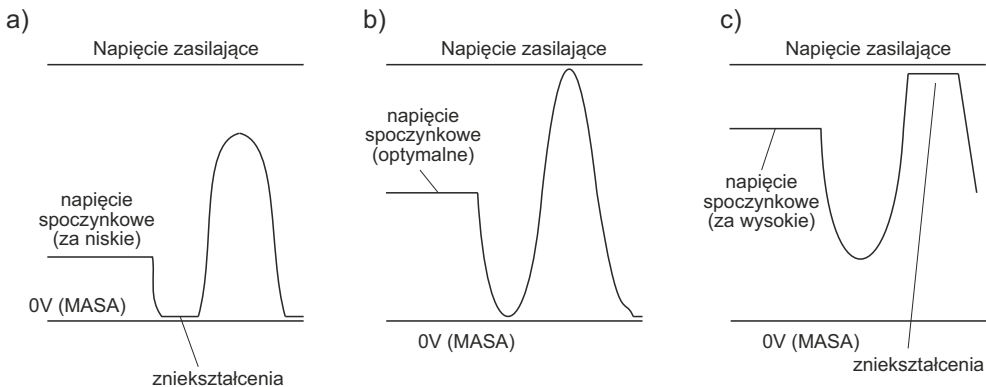 a)
Napięcie zasilające
napięcie
spoczynkowe
(za niskie)
0V (MASA)
zniekształcenia
b)
Napięcie zasilające
napięcie
spoczynkowe
(optymalne)
0V (MASA)
c)
Napięcie zasilające
napięcie
spoczynkowe
(za wysokie)
0V (MASA)
zniekształcenia